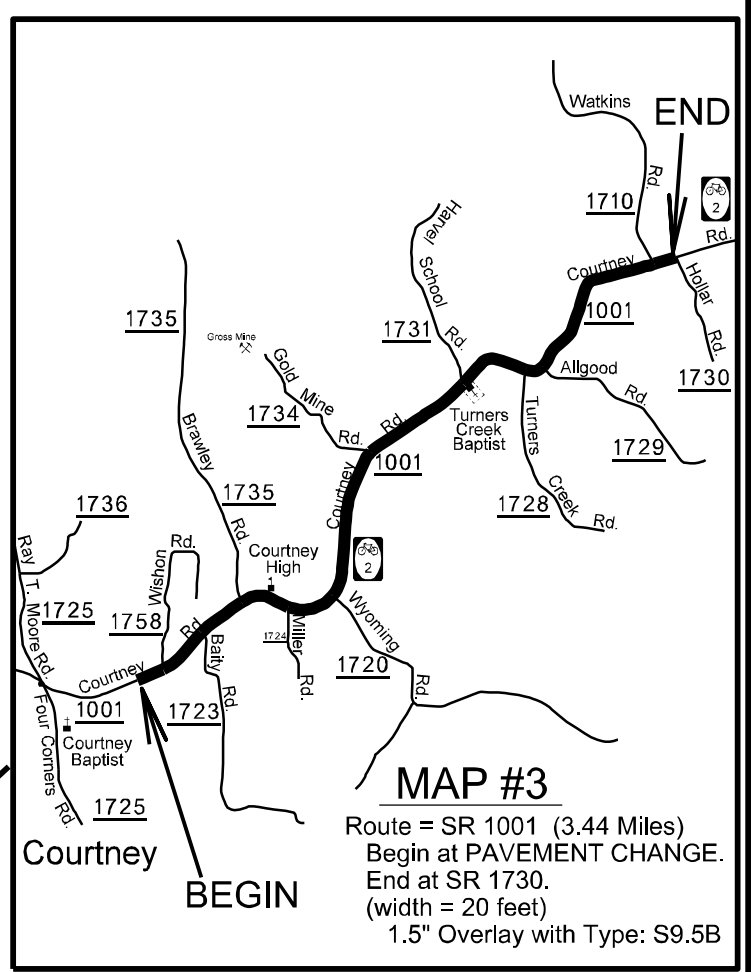 Watkins
END
Rd.
2
1710
Rd.
Harvel
School
Rd.
Courtney
Hollar
Rd.
1735
Gross Mine
1731
1001
1730
Gold
Mine
Rd.
1734
Allgood
Rd.
Rd.
Turners
Creek
Baptist
Turners
Creek
Rd.
1729
Brawley
Rd.
Courtney
1001
1728
1735
1736
Rd.
Wishon
Courtney
High
2
Ray
T.
Moore
Rd.
1725
1758
Rd.
Miller
1724
Rd.
Wyoming
Rd.
1720
Courtney
Baity
Rd.
1001
1723
Four Corners
Rd.
Courtney
Baptist
1725
Courtney
BEGIN
MAP #3
Route = SR 1001 (3.44 Miles)
Begin at PAVEMENT CHANGE.
End at SR 1730.
(width = 20 feet)
1.5" Overlay with Type: S9.5B